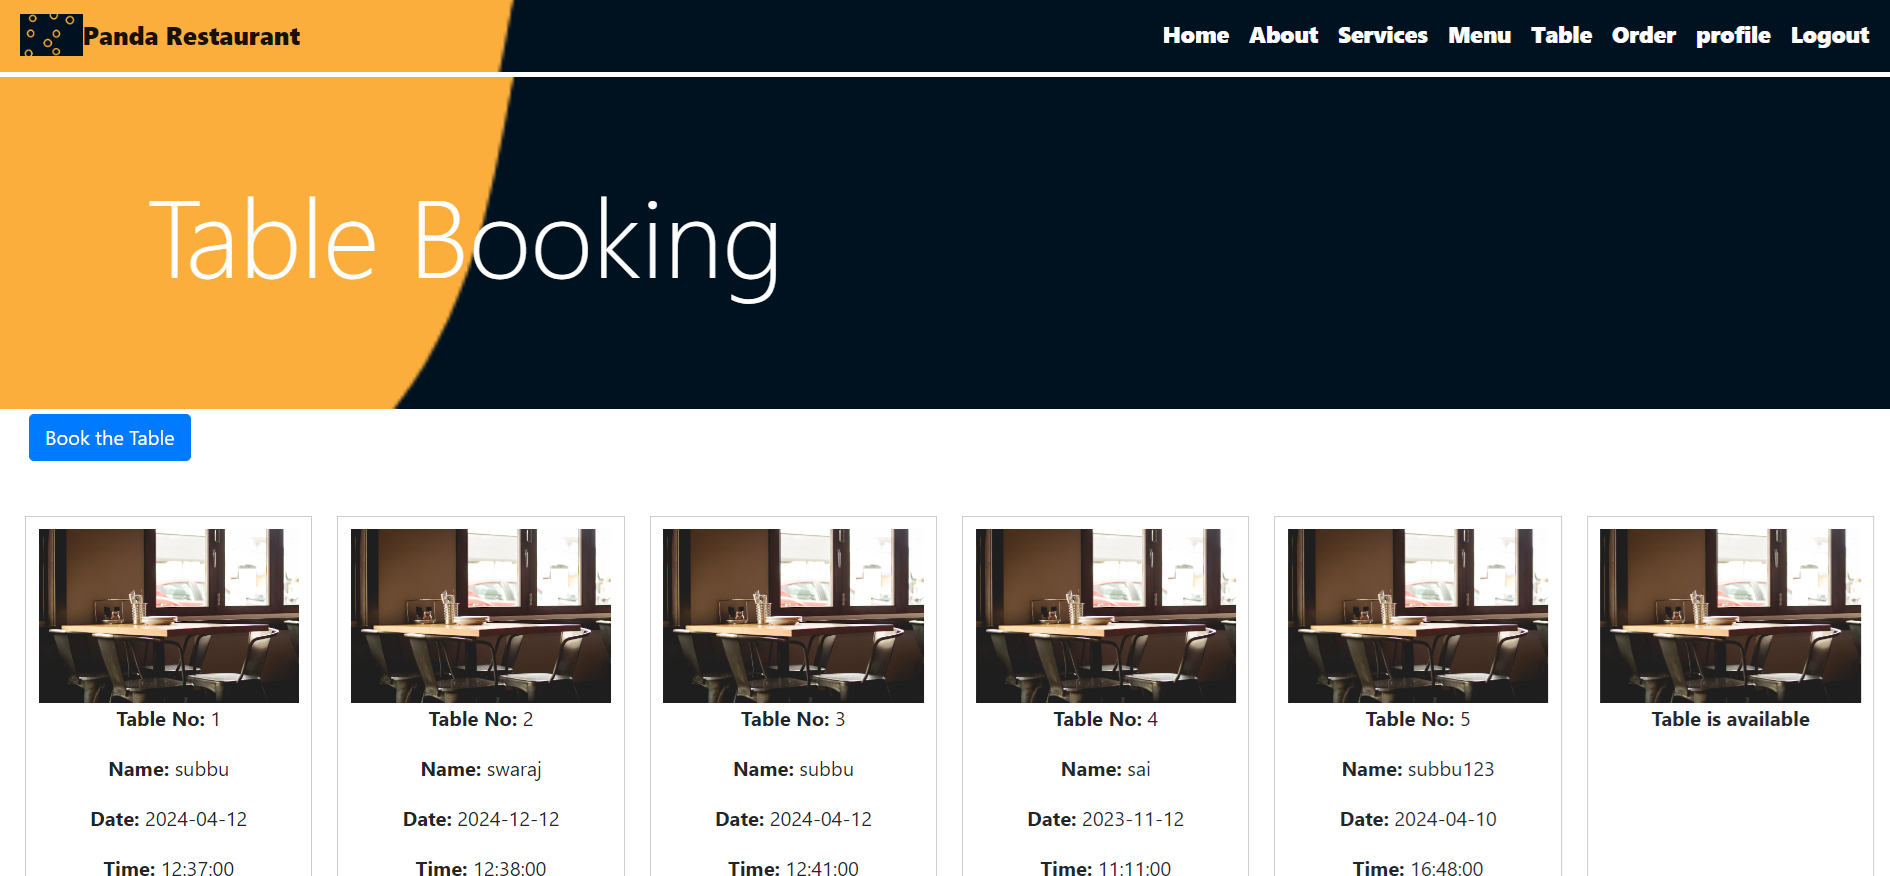 Panda Restaurant
Home About Services Menu Table Order profile Logout
Table Booking
Book the Table
Table No: 1
Name: subbu
Date: 2024-04-12
Time: 12:37:00
Table No: 2
Name: swaraj
Date: 2024-12-12
Time: 12:38:00
Table No: 3
Name: subbu
Date: 2024-04-12
Time: 12:41:00
Table No: 4
Name: sai
Date: 2023-11-12
Time: 11:11:00
Table No: 5
Name: subbu123
Date: 2024-04-10
Time: 16:48:00
Table is available